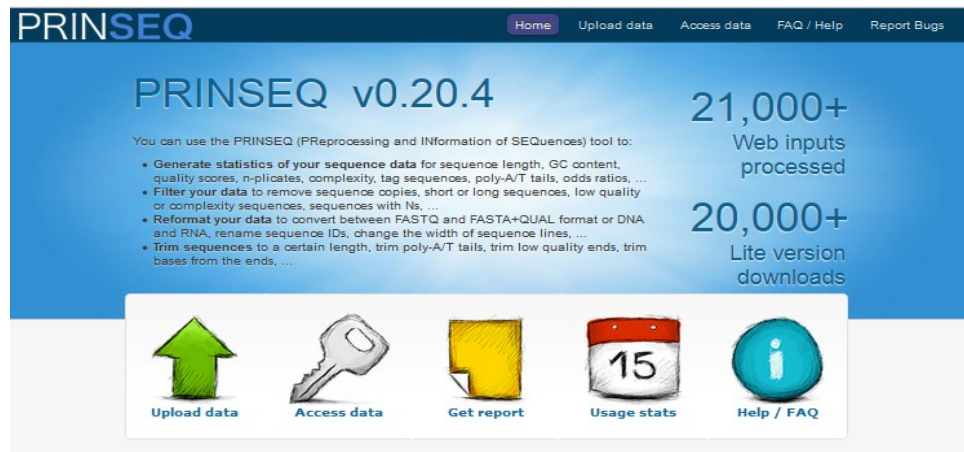 PRINSEQ
Home Upload data Access data FAQ / Help Report Bugs
PRINSEQ v0.20.4
You can use the PRINSEQ (PReprocessing and INformation of SEQuences) tool to:
• Generate statistics of your sequence data for sequence length, GC content,
quality scores, n-plicates, complexity, tag sequences, poly-A/T tails, odds ratios, ...
• Filter your data to remove sequence copies, short or long sequences, low quality
or complexity sequences, sequences with Ns, ...
• Reformat your data to convert between FASTQ and FASTA+QUAL format or DNA
and RNA, rename sequence IDs, change the width of sequence lines, ...
• Trim sequences to a certain length, trim poly-A/T tails, trim low quality ends, trim
bases from the ends, ...
21,000+
Web inputs
processed
20,000+
Lite version
downloads
15
i
Upload data Access data Get report Usage stats Help / FAQ